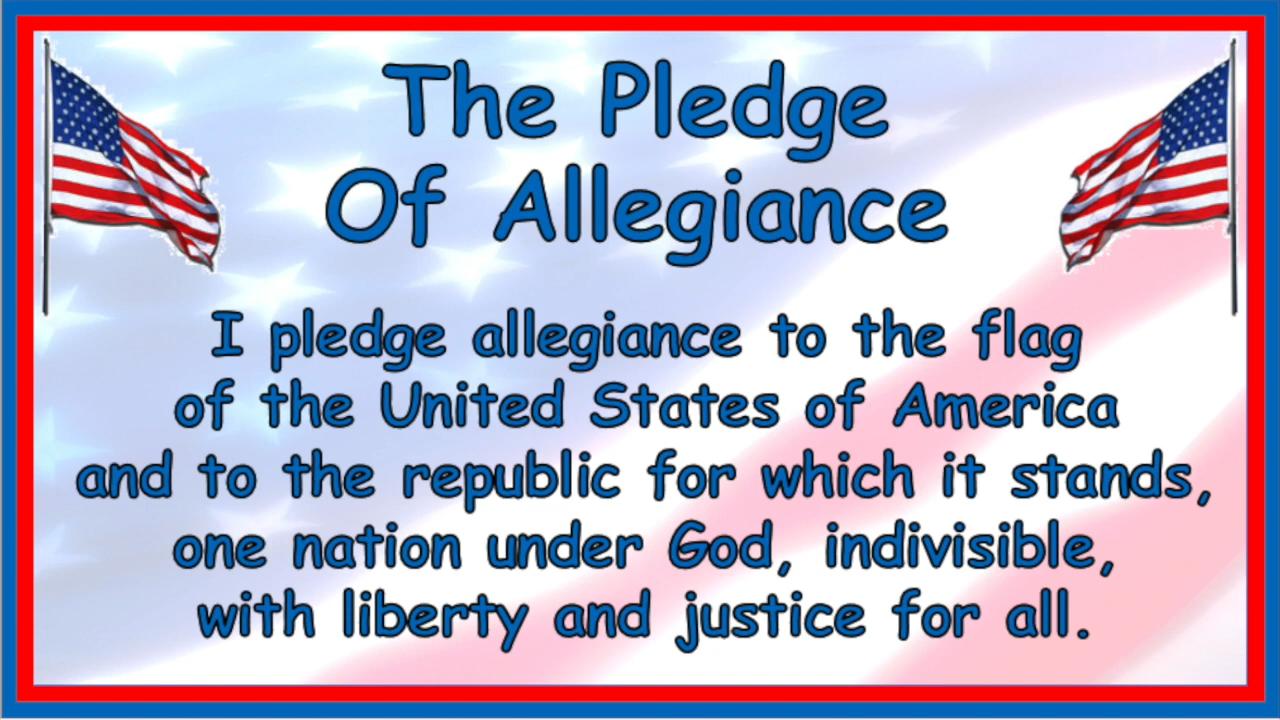 The Pledge
Of Allegiance
I pledge allegiance to the flag
of the United States of America
and to the republic for which it stands,
one nation under God, indivisible,
with liberty and justice for all.